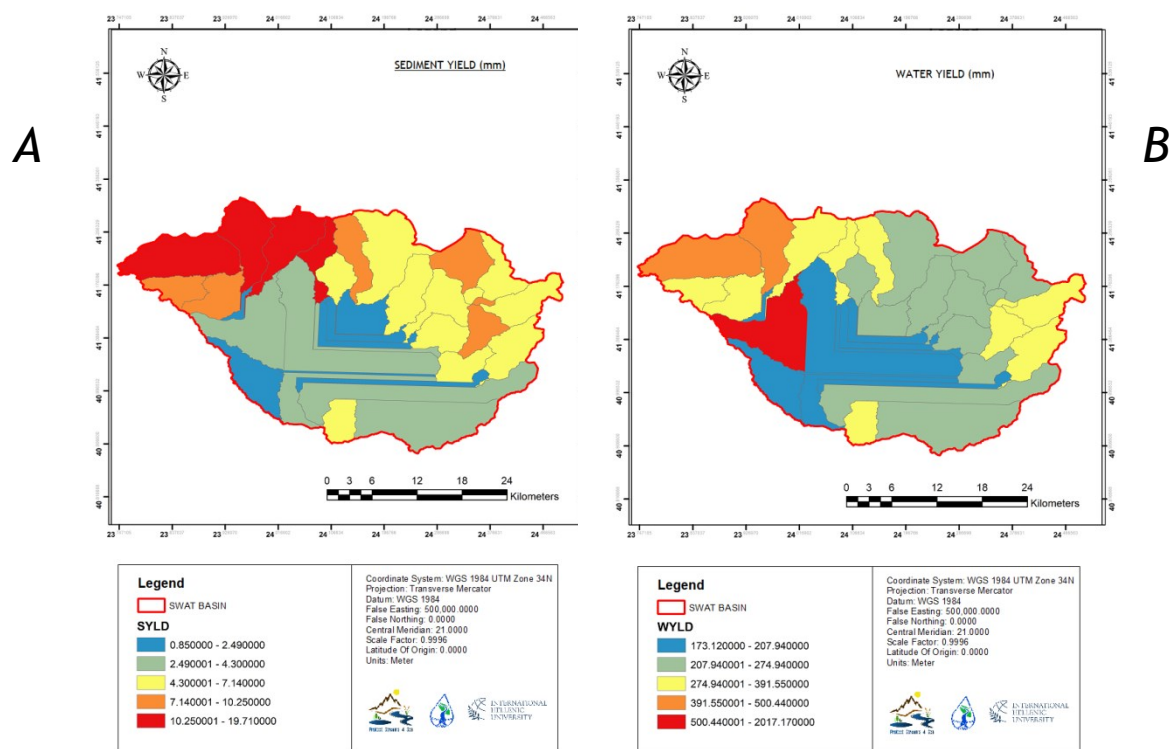 A
B
N
W E
S
SEDIMENT YIELD (mm)
0 3 6 12 18 24
Kilometers
Legend
SWAT BASIN
SYLD
0.850000 - 2.490000
2.490001 - 4.300000
4.300001 - 7.140000
7.140001 - 10.250000
10.250001 - 19.710000
Coordinate System: WGS 1984 UTM Zone 34N
Projection: Transverse Mercator
Datum: WGS 1984
False Easting: 500,000.0000
False Northing: 0.0000
Central Meridian: 21.0000
Scale Factor: 0.9996
Latitude Of Origin: 0.0000
Units: Meter
INTERNATIONAL
HELLENIC
UNIVERSITY
N
W E
S
WATER YIELD (mm)
0 3 6 12 18 24
Kilometers
Legend
SWAT BASIN
WYLD
173.120000 - 207.940000
207.940001 - 274.940000
274.940001 - 391.550000
391.550001 - 500.440000
500.440001 - 2017.170000
Coordinate System: WGS 1984 UTM Zone 34N
Projection: Transverse Mercator
Datum: WGS 1984
False Easting: 500,000.0000
False Northing: 0.0000
Central Meridian: 21.0000
Scale Factor: 0.9996
Latitude Of Origin: 0.0000
Units: Meter
INTERNATIONAL
HELLENIC
UNIVERSITY